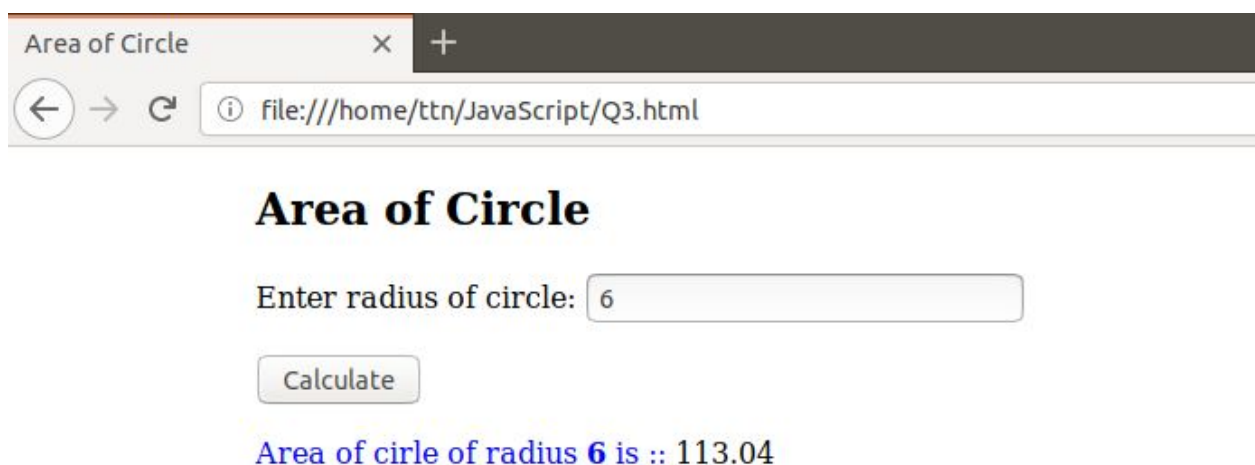 Area of Circle
file:///home/ttn/JavaScript/Q3.html
Area of Circle
Enter radius of circle: 6
Calculate
Area of cirle of radius 6 is :: 113.04